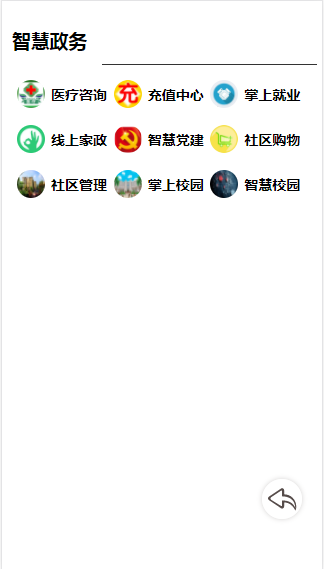 智慧政务
医疗咨询 充 充值中心 掌上就业
线上家政 智慧党建 社区购物
社区管理 掌上校园 智慧校园